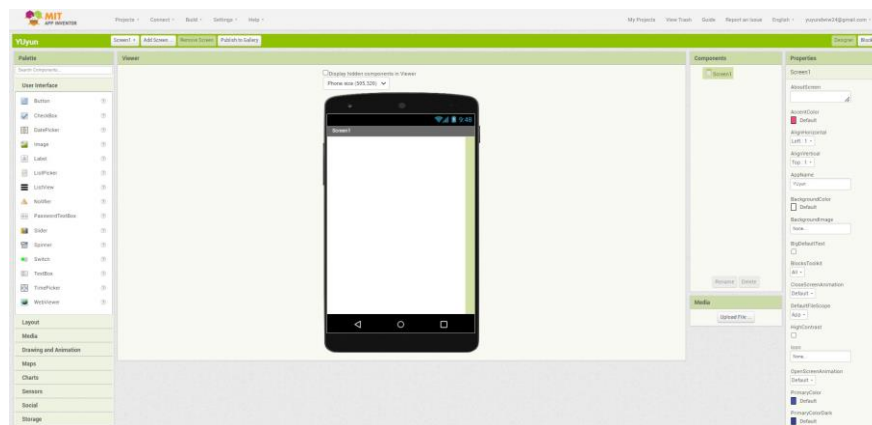 MIT
APP INVENTOR
Projects
Connect
Build
Settings
Help
My Projects
View Trash
Guide
Report an Issue
English
YUyun
Screen1
Add Screen ...
Remove Screen
Publish to Gallery
Designer
Block
Palette
Search Components...
User Interface
Button
CheckBox
DatePicker
Image
Label
ListPicker
ListView
Notifier
PasswordTextBox
Slider
Spinner
Switch
TextBox
TimePicker
WebViewer
Layout
Media
Drawing and Animation
Maps
Charts
Sensors
Social
Storage
Viewer
Display hidden components in Viewer
Phone size (505,320)
9:48
Screen1
Components
Screen1
Rename
Delete
Media
Upload File ...
Properties
Screen1
AboutScreen
AccentColor
Default
AlignHorizontal
Left : 1
AlignVertical
Top : 1
AppName
YUyun
BackgroundColor
Default
BackgroundImage
None...
BigDefaultText
BlocksToolkit
All
CloseScreenAnimation
Default
DefaultFileScope
App
HighContrast
Icon
None...
OpenScreenAnimation
Default
PrimaryColor
Default
PrimaryColorDark
Default